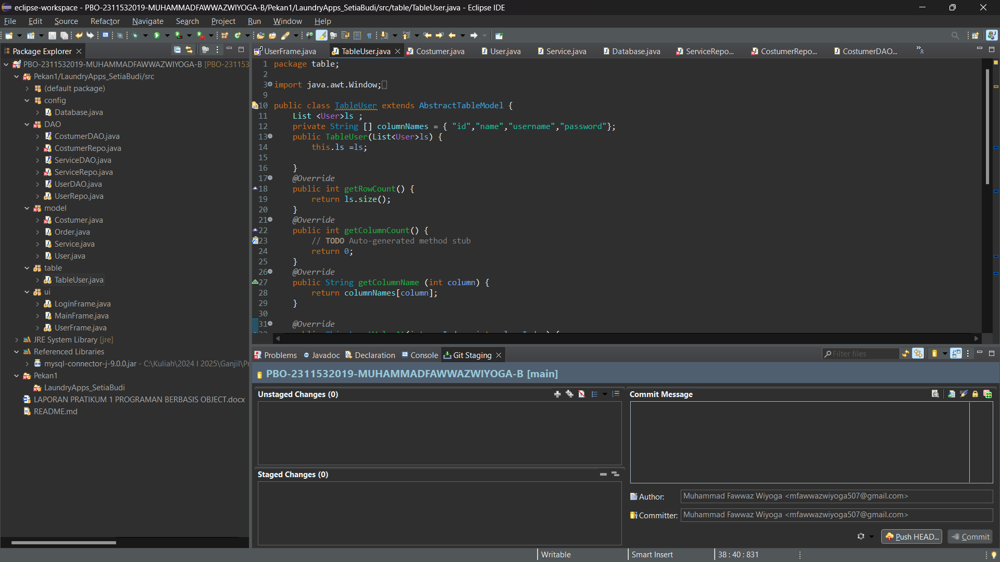 eclipse-workspace - PBO-2311532019-MUHAMMADFAWWAZWIYOGA-B/Pekan1/LaundryApps_SetiaBudi/src/table/TableUser.java - Eclipse IDE
File Edit Source Refactor Navigate Search Project Run Window Help
Package Explorer
PBO-2311532019-MUHAMMADFAWWAZWIYOGA-B [PBO-231153
Pekan1/LaundryApps_SetiaBudi/src
(default package)
config
Database.java
DAO
CostumerDAO.java
CostumerRepo.java
ServiceDAO.java
ServiceRepo.java
UserDAO.java
UserRepo.java
model
Costumer.java
Order.java
Service.java
User.java
table
TableUser.java
ui
LoginFrame.java
MainFrame.java
UserFrame.java
JRE System Library [jre]
Referenced Libraries
mysql-connector-j-9.0.0.jar - C:\Kuliah\2024 I 2025\Ganjil\P
Pekan1
LaundryApps_SetiaBudi
LAPORAN PRATIKUM 1 PROGRAMAN BERBASIS OBJECT.docx
README.md
UserFrame.java TableUser.java Costumer.java User.java Service.java Database.java ServiceRepo... CostumerRepo... CostumerDAO... »8
1 package table;
2
3 import java.awt.Window;
9
10 public class TableUser extends AbstractTableModel {
11 List <User>ls ;
12 private String [] columnNames = { "id","name","username","password"};
13 public TableUser(List<User>ls) {
14 this.ls =ls;
15
16 }
17 @Override
18 public int getRowCount() {
19 return ls.size();
20 }
21 @Override
22 public int getColumnCount() {
23 // TODO Auto-generated method stub
24 return 0;
25 }
26 @Override
27 public String getColumnName (int column) {
28 return columnNames[column];
29 }
30
31 @Override
Problems Javadoc Declaration Console Git Staging
Filter files
PBO-2311532019-MUHAMMADFAWWAZWIYOGA-B [main]
Unstaged Changes (0)
Staged Changes (0)
Commit Message
Author: Muhammad Fawwaz Wiyoga <mfawwazwiyoga507@gmail.com>
Committer: Muhammad Fawwaz Wiyoga <mfawwazwiyoga507@gmail.com>
Push HEAD... Commit
Writable Smart Insert 38 : 40 : 831